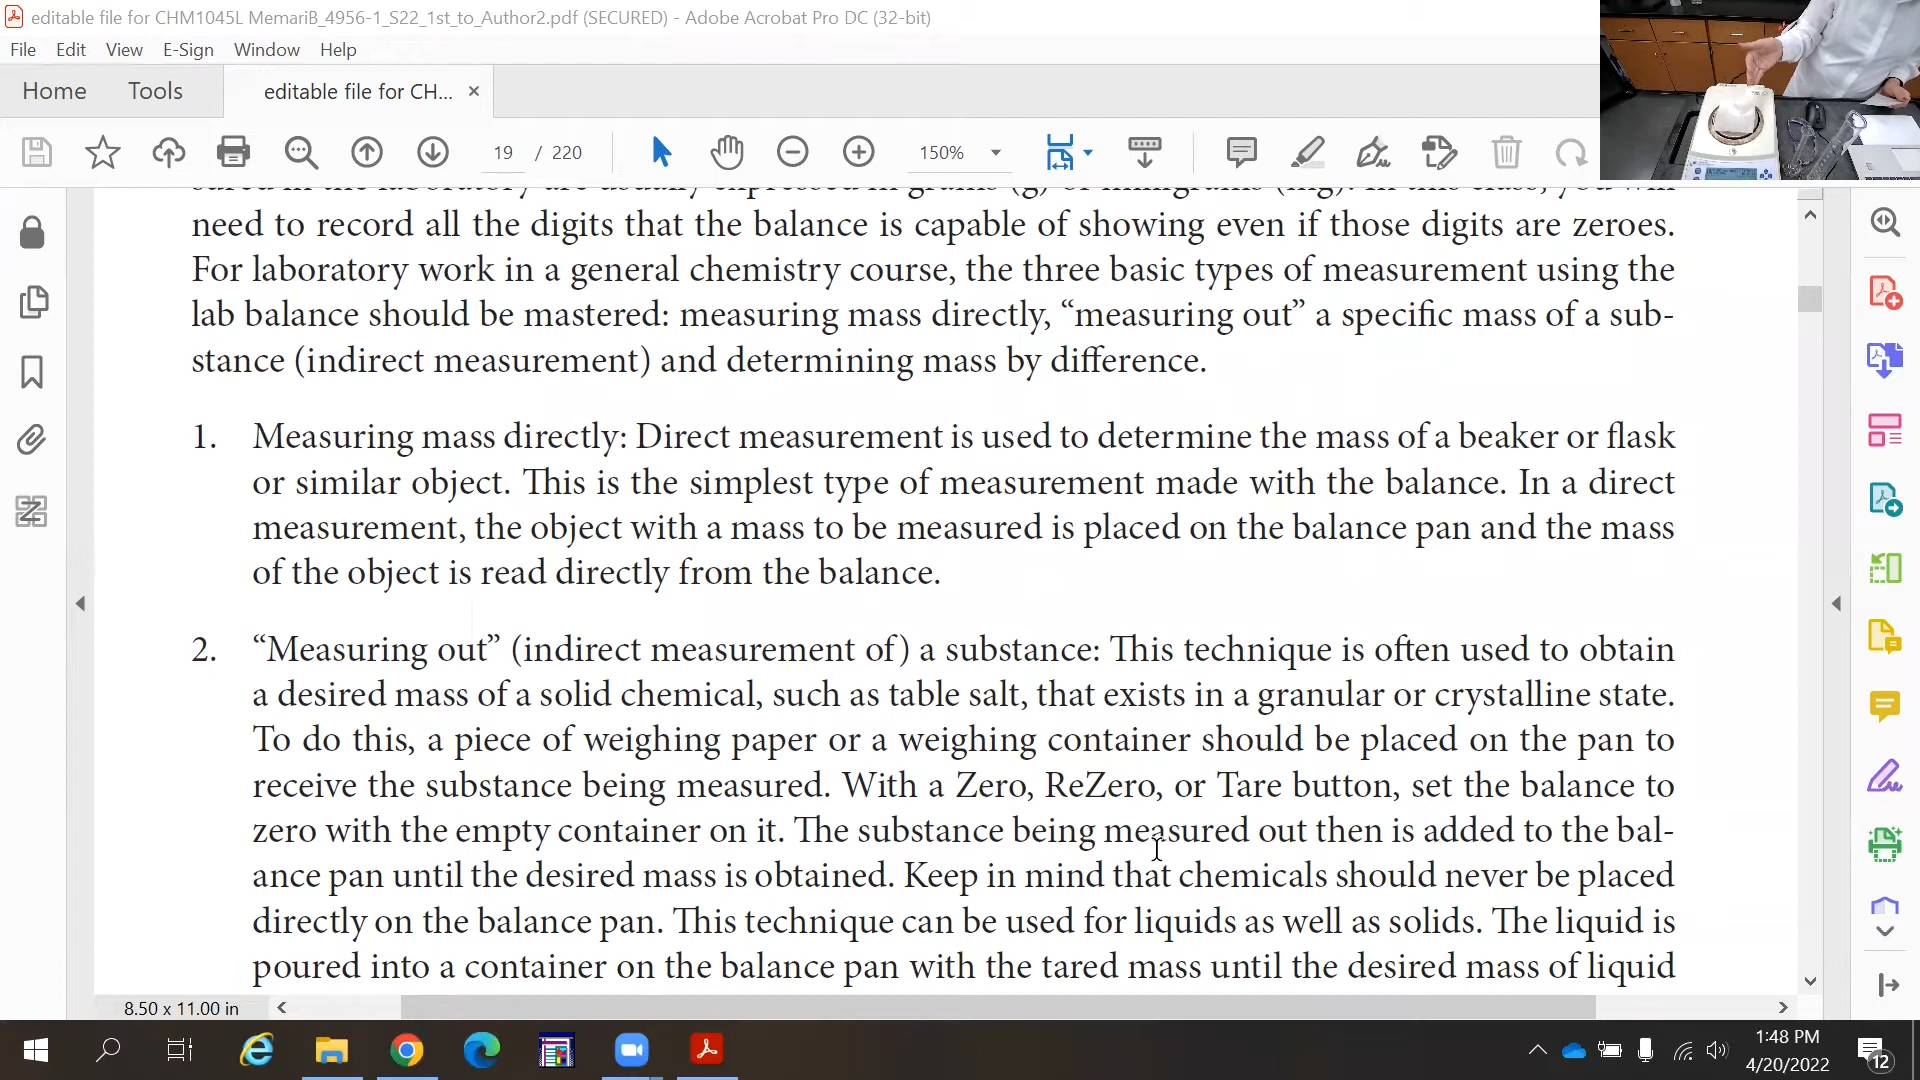 editable file for CHM1045L MemariB_4956-1_S22_1st_to_Author2.pdf (SECURED) - Adobe Acrobat Pro DC (32-bit)
File Edit View E-Sign Window Help
Home Tools editable file for CH... ×
19 / 220 150%
need to record all the digits that the balance is capable of showing even if those digits are zeroes.
For laboratory work in a general chemistry course, the three basic types of measurement using the
lab balance should be mastered: measuring mass directly, “measuring out” a specific mass of a sub-
stance (indirect measurement) and determining mass by difference.
1. Measuring mass directly: Direct measurement is used to determine the mass of a beaker or flask
or similar object. This is the simplest type of measurement made with the balance. In a direct
measurement, the object with a mass to be measured is placed on the balance pan and the mass
of the object is read directly from the balance.
2. “Measuring out” (indirect measurement of) a substance: This technique is often used to obtain
a desired mass of a solid chemical, such as table salt, that exists in a granular or crystalline state.
To do this, a piece of weighing paper or a weighing container should be placed on the pan to
receive the substance being measured. With a Zero, ReZero, or Tare button, set the balance to
zero with the empty container on it. The substance being measured out then is added to the bal-
ance pan until the desired mass is obtained. Keep in mind that chemicals should never be placed
directly on the balance pan. This technique can be used for liquids as well as solids. The liquid is
poured into a container on the balance pan with the tared mass until the desired mass of liquid
8.50 x 11.00 in
1:48 PM
4/20/2022
12